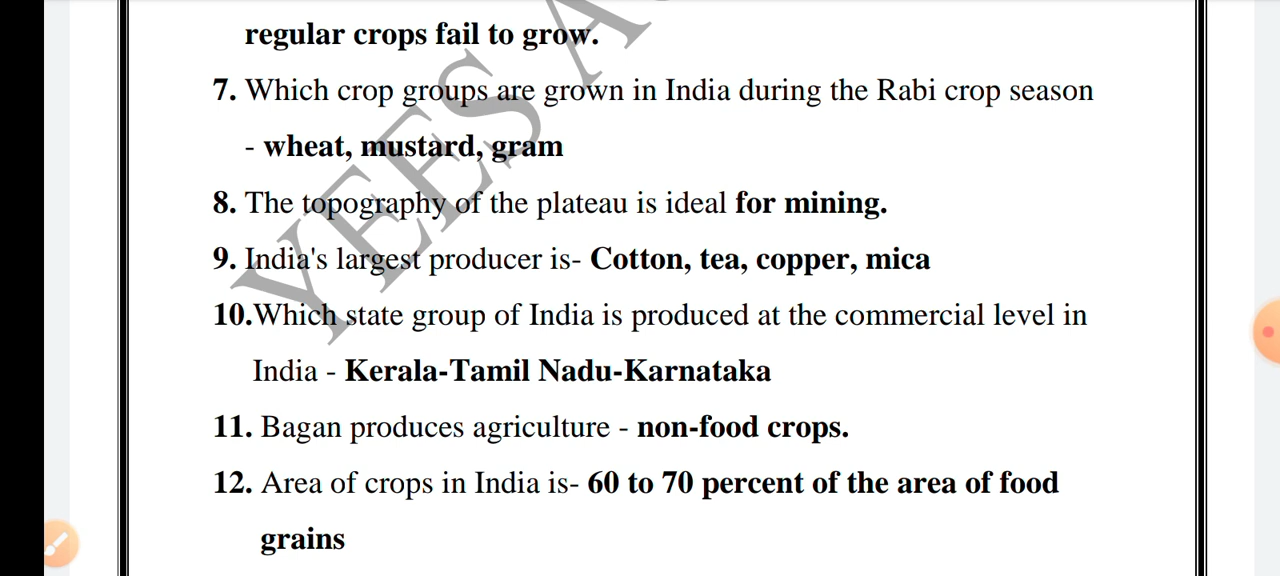 regular crops fail to grow.
7. Which crop groups are grown in India during the Rabi crop season
- wheat, mustard, gram
8. The topography of the plateau is ideal for mining.
9. India's largest producer is- Cotton, tea, copper, mica
10.Which state group of India is produced at the commercial level in
India - Kerala-Tamil Nadu-Karnataka
11. Bagan produces agriculture - non-food crops.
12. Area of crops in India is- 60 to 70 percent of the area of food
grains
YEES A